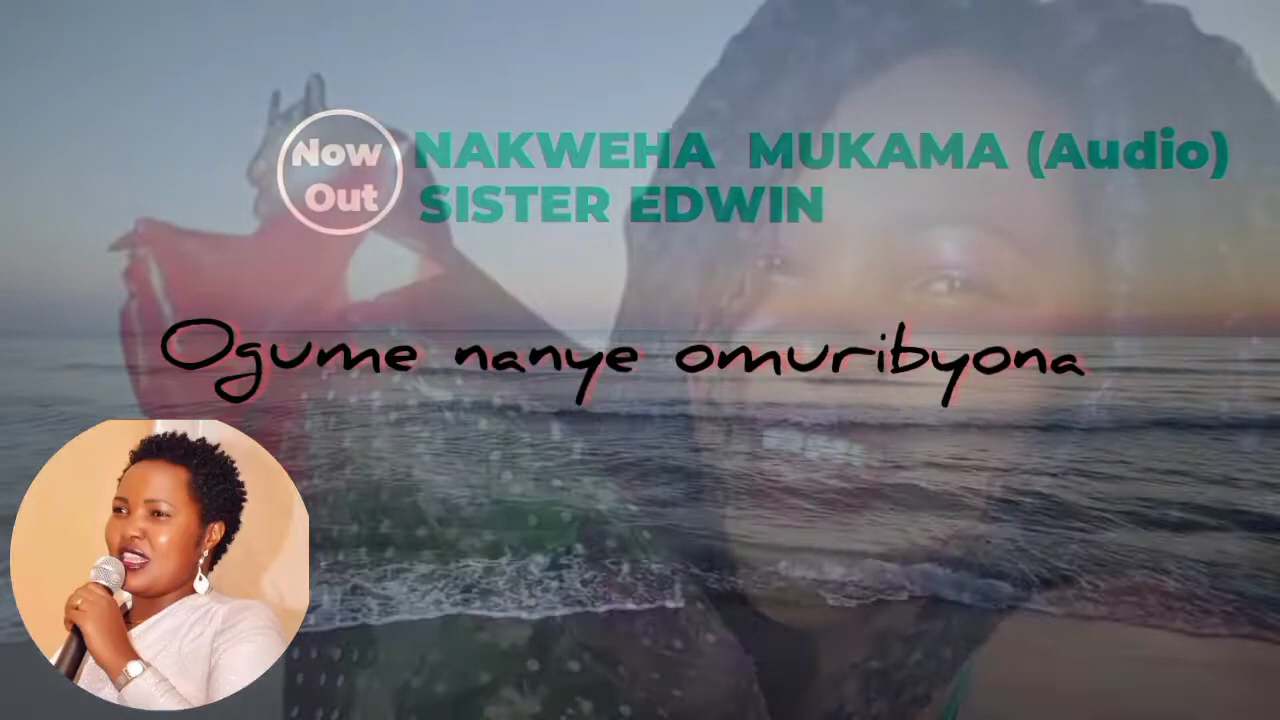 Now
Out
NAKWEHA MUKAMA (Audio)
SISTER EDWIN
Ogume nanye omuribyona